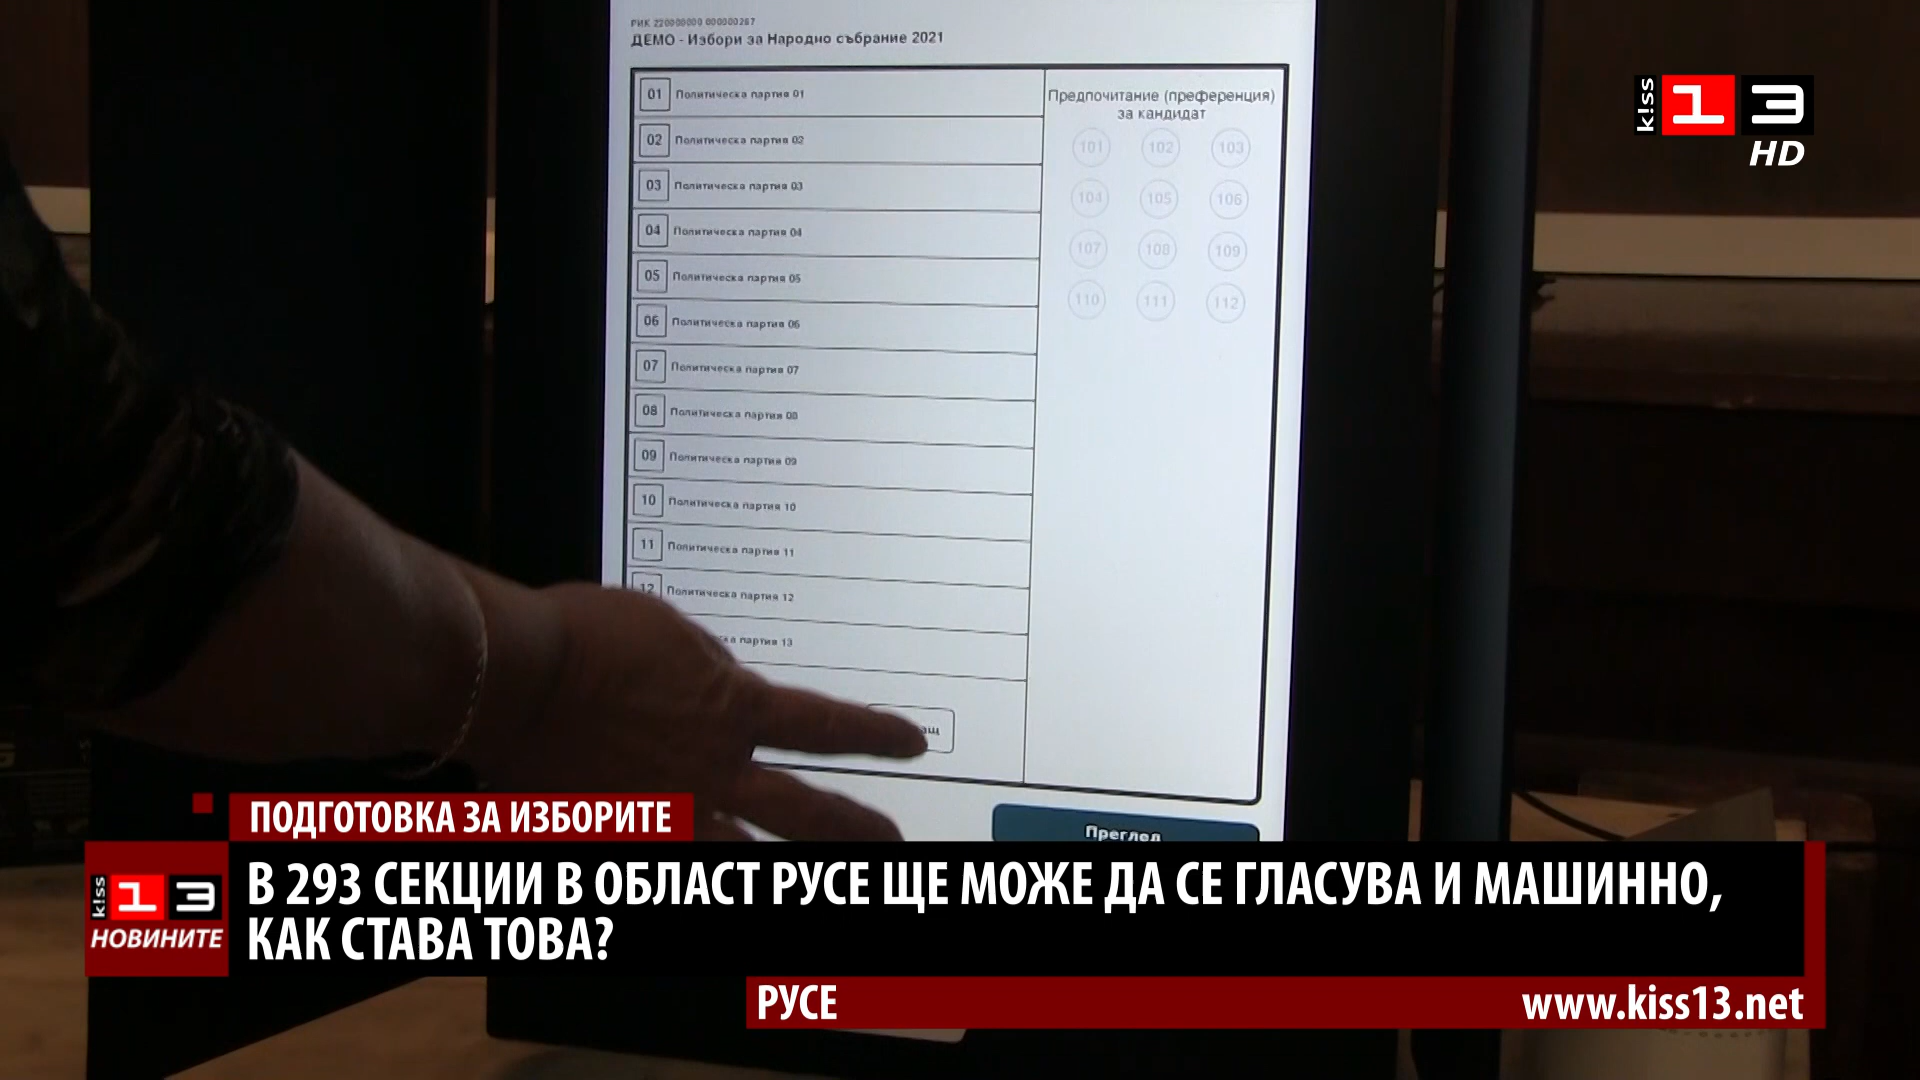 РИК 220000000 000000267
ДЕМО - Избори за Народно събрание 2021
01 Политическа партия 01
02 Политическа партия 02
03 Политическа партия 03
04 Политическа партия 04
05 Политическа партия 05
06 Политическа партия 06
07 Политическа партия 07
08 Политическа партия 08
09 Политическа партия 09
10 Политическа партия 10
11 Политическа партия 11
12 Политическа партия 12
партия 13
Предпочитание (преференция)
за кандидат
101 102 103
104 105 106
107 108 109
110 111 112
Преглед
k!ss 13
HD
ПОДГОТОВКА ЗА ИЗБОРИТЕ
k!ss 13
НОВИНИТЕ
В 293 СЕКЦИИ В ОБЛАСТ РУСЕ ЩЕ МОЖЕ ДА СЕ ГЛАСУВА И МАШИННО,
КАК СТАВА ТОВА?
РУСЕ
www.kiss13.net